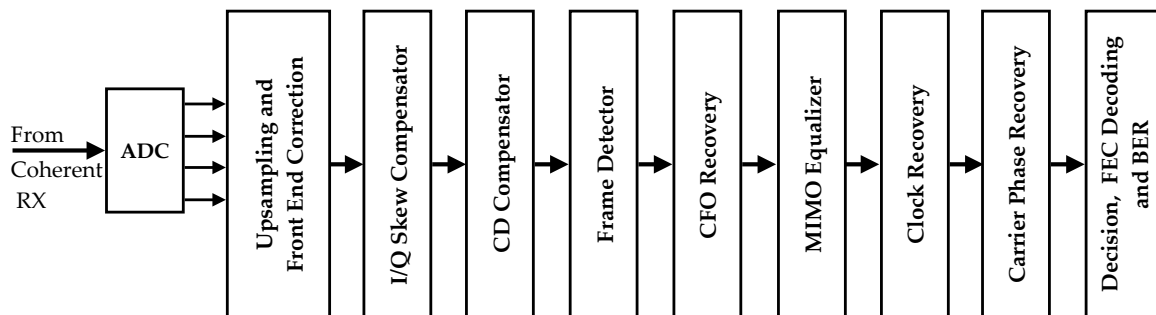 From
Coherent
RX
ADC
Upsampling and
Front End Correction
I/Q Skew Compensator
CD Compensator
Frame Detector
CFO Recovery
MIMO Equalizer
Clock Recovery
Carrier Phase Recovery
Decision, FEC Decoding
and BER